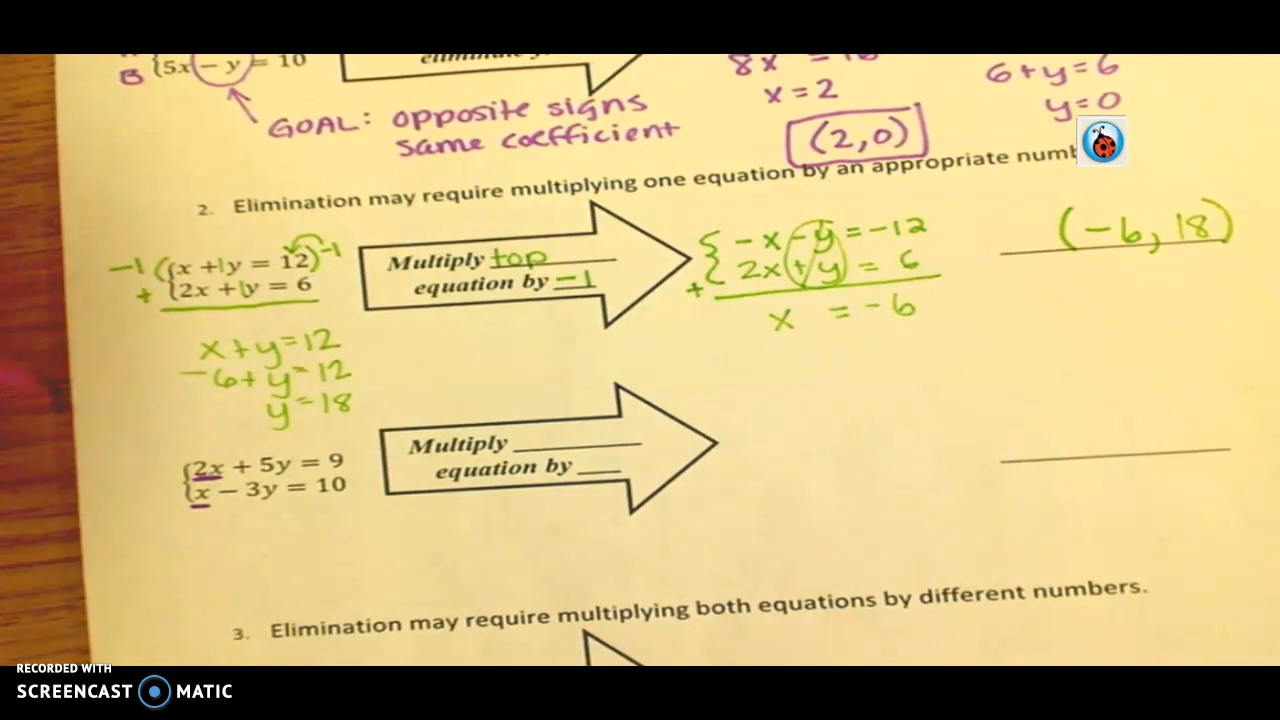 B {5x - y = 10
GOAL: opposite signs
same coefficient
8x = 16
x = 2
(2,0)
6+y=6
y=0
2. Elimination may require multiplying one equation by an appropriate
-1 (x + 1y = 12) -1
+ {2x + 1y = 6
Multiply top
equation by -1
{ -x - y = -12
2x + y = 6
+
x = -6
(-6, 18)
x+y=12
-6+y=12
y=18
{2x + 5y = 9
x - 3y = 10
Multiply ______
equation by ___
3. Elimination may require multiplying both equations by different numbers.
RECORDED WITH
SCREENCAST MATIC